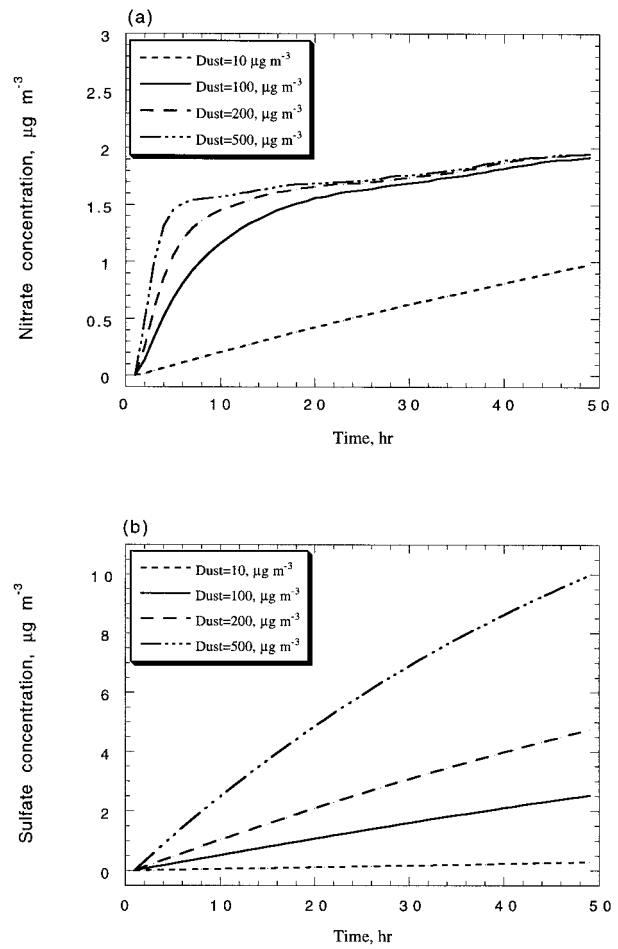 (a)
Nitrate concentration, μg m-3
3
2.5
2
1.5
1
0.5
0
Dust=10 μg m-3
Dust=100, μg m-3
Dust=200, μg m-3
Dust=500, μg m-3
0 10 20 30 40 50
Time, hr
(b)
Sulfate concentration, μg m-3
10
8
6
4
2
0
Dust=10, μg m-3
Dust=100, μg m-3
Dust=200, μg m-3
Dust=500, μg m-3
0 10 20 30 40 50
Time, hr